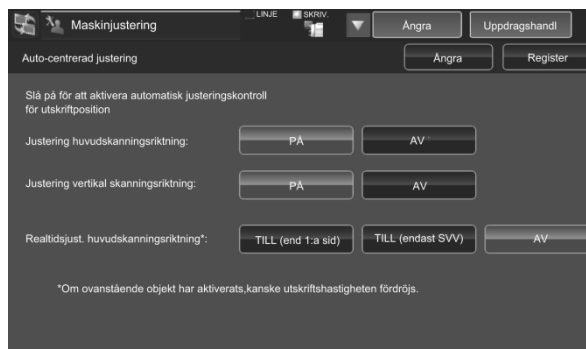 Maskinjustering
LINJE
SKRIV.
Ångra
Uppdragshandl
Auto-centrerad justering
Ångra
Register
Slå på för att aktivera automatisk justeringskontroll
för utskriftposition
Justering huvudskanningsriktning:
PÅ
AV
Justering vertikal skanningsriktning:
PÅ
AV
Realtidsjust. huvudskanningsriktning*:
TILL (end 1:a sid)
TILL (endast SVV)
AV
*Om ovanstående objekt har aktiverats,kanske utskriftshastigheten fördröjs.